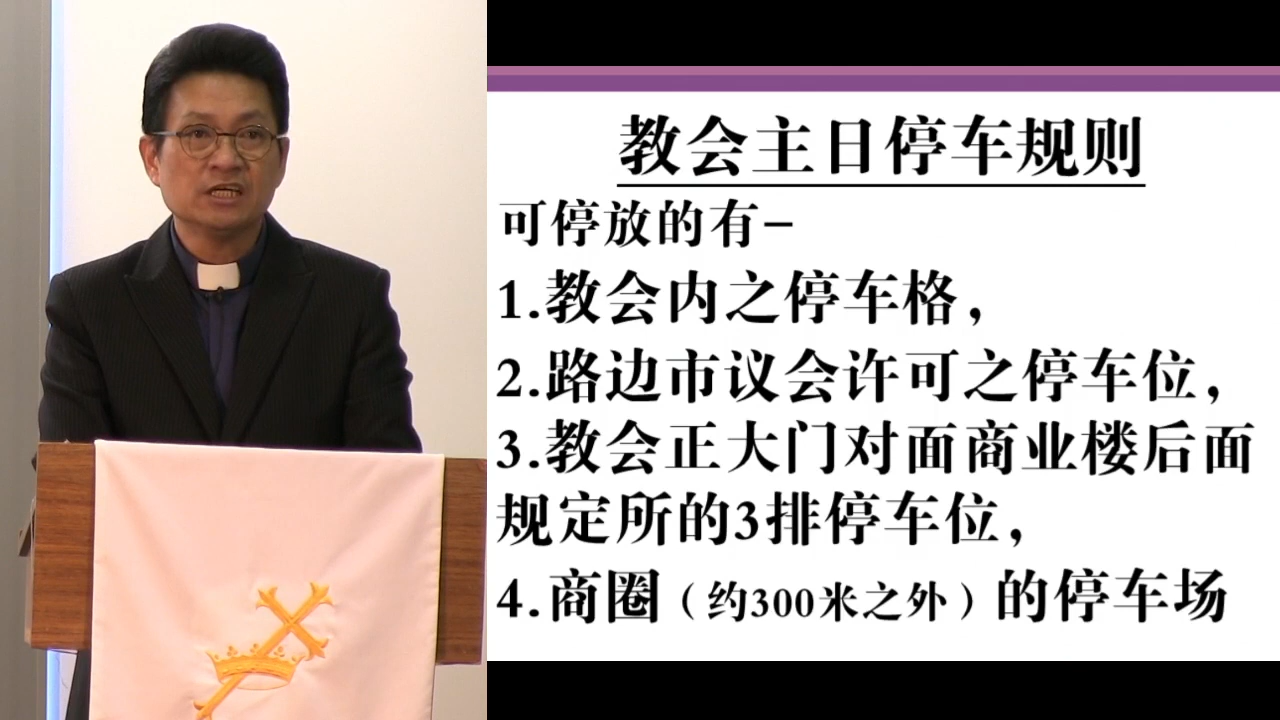 教会主日停车规则
可停放的有–
1.教会内之停车格，
2.路边市议会许可之停车位，
3.教会正大门对面商业楼后面
规定所的3排停车位，
4.商圈（约300米之外）的停车场